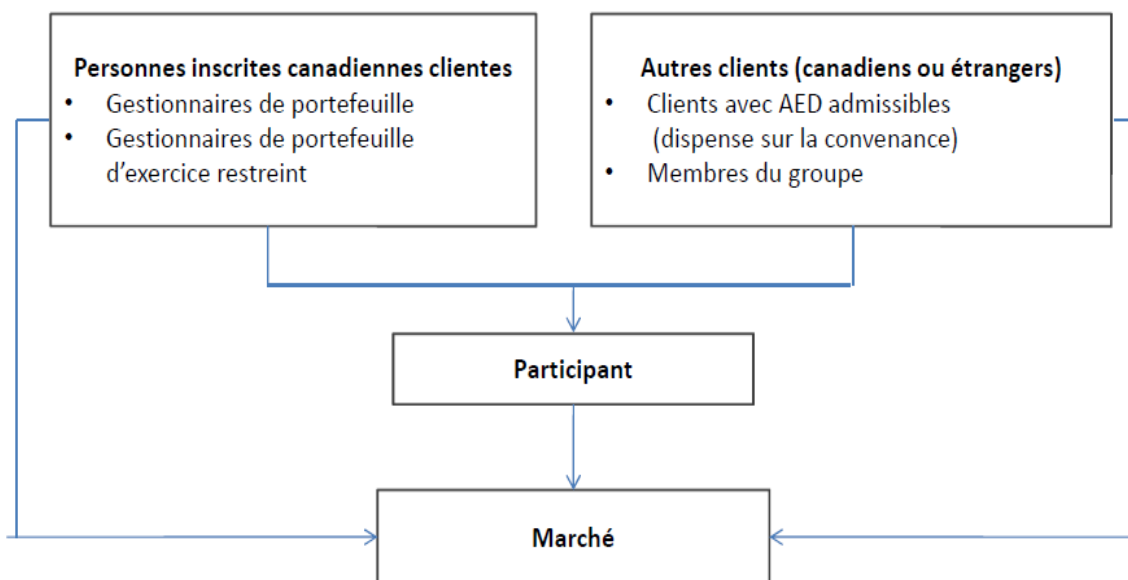 Personnes inscrites canadiennes clientes
• Gestionnaires de portefeuille
• Gestionnaires de portefeuille
d’exercice restreint
Autres clients (canadiens ou étrangers)
• Clients avec AED admissibles
(dispense sur la convenance)
• Membres du groupe
Participant
Marché